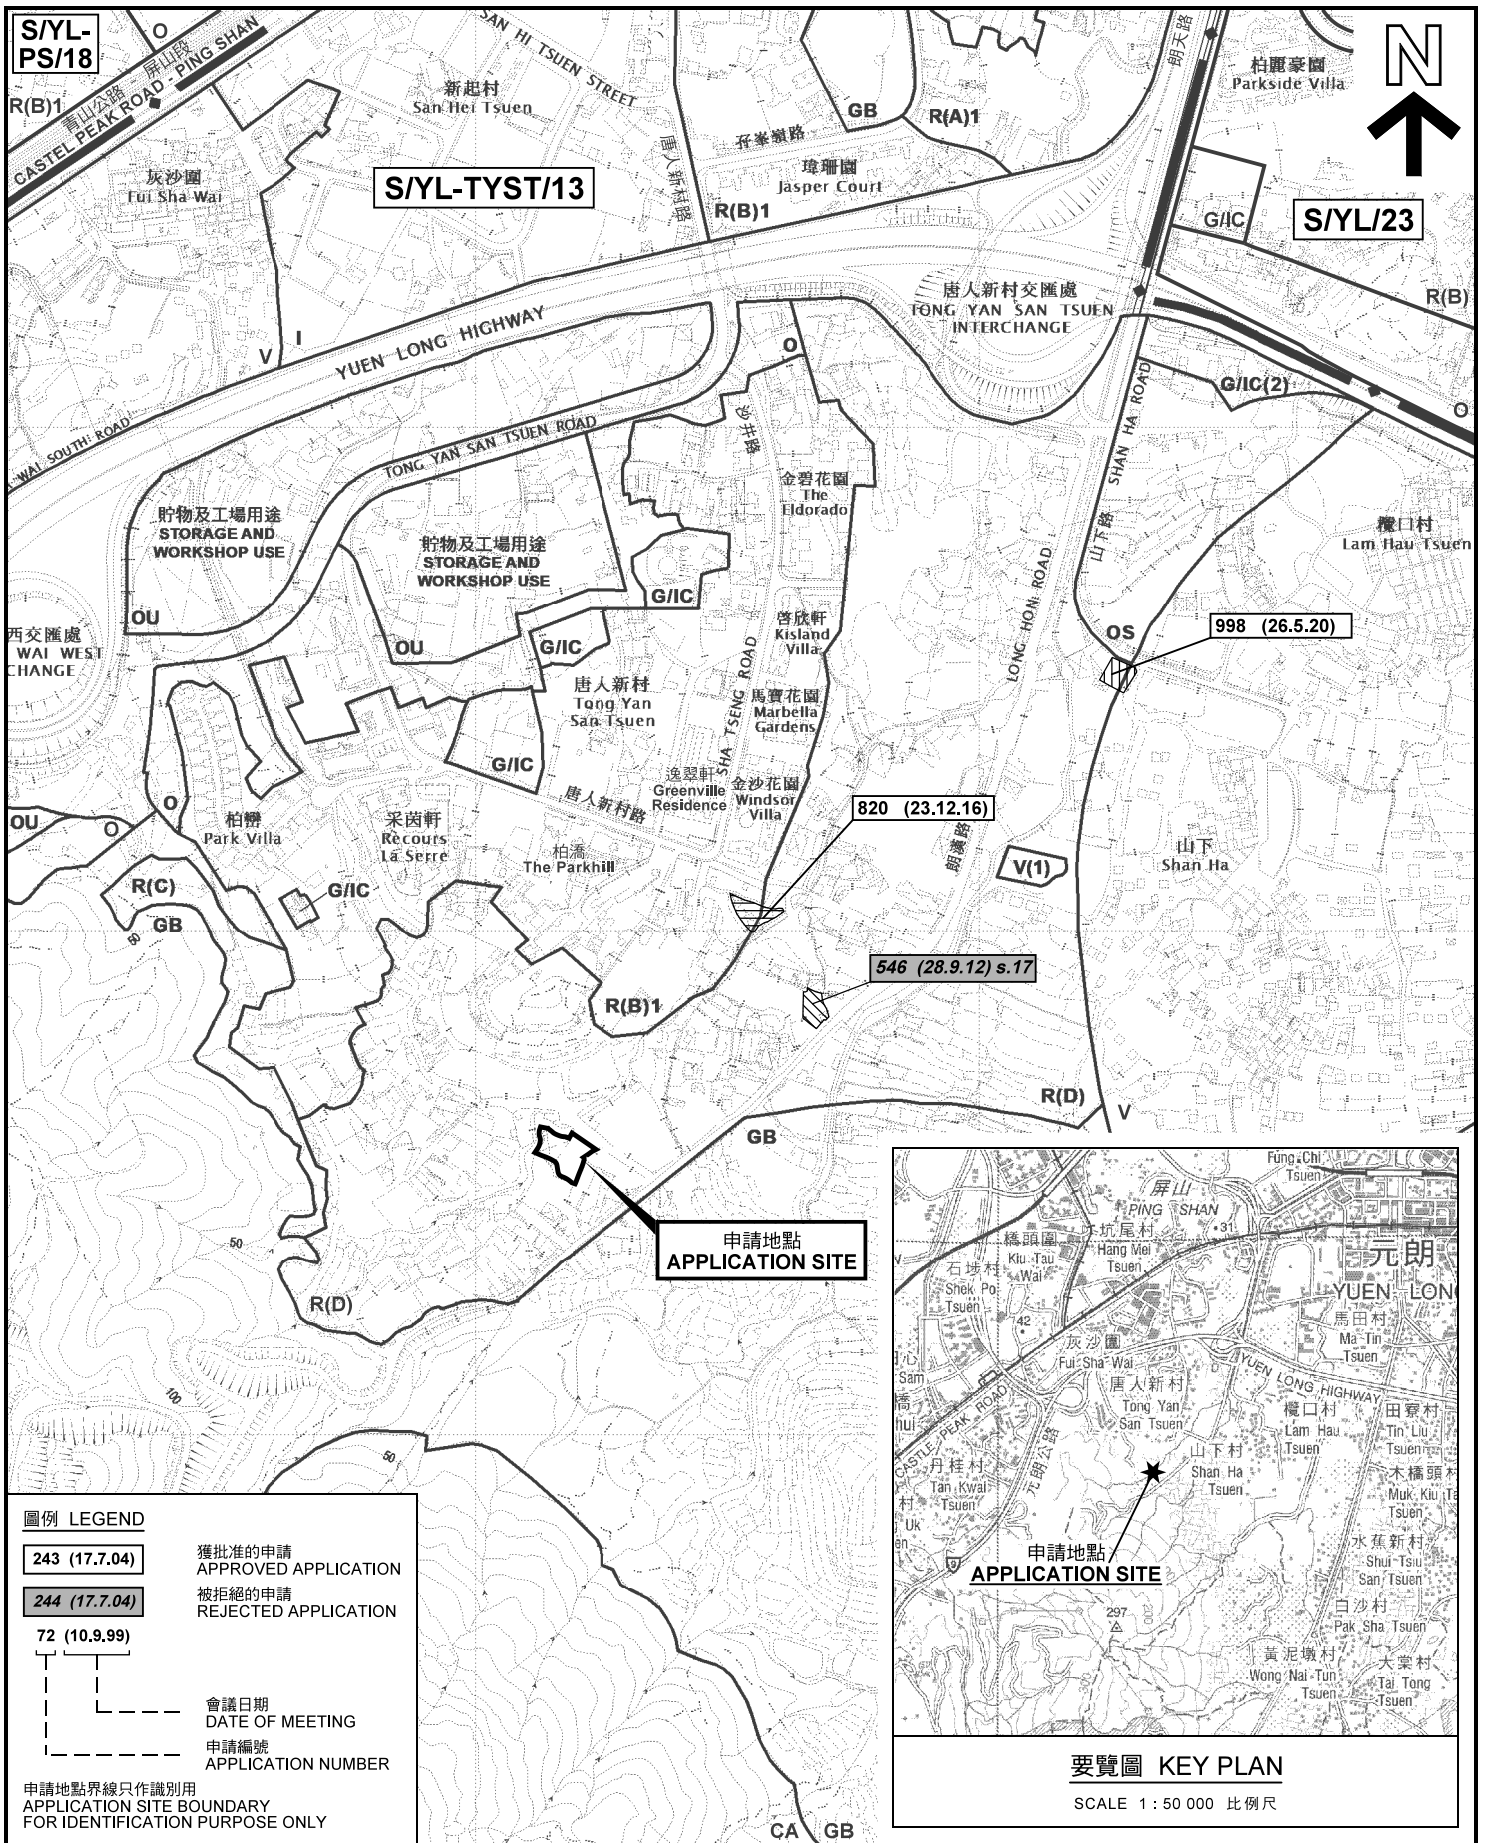 S/YL-
PS/18
O
屏山段
青山公路
CASTEL PEAK ROAD - PING SHAN
R(B)1
新起村
San Hei Tsuen
SAN HI TSUEN STREET
灰沙圍
Fui Sha Wai
S/YL-TYST/13
唐人新村路
孖峯嶺路
瑋珊園
Jasper Court
GB
R(A)1
R(B)1
朗天路
柏麗豪園
Parkside Villa
N
G/IC
S/YL/23
R(B)
唐人新村交匯處
TONG YAN SAN TSUEN
INTERCHANGE
V
I
YUEN LONG HIGHWAY
O
G/IC(2)
O
WAI SOUTH ROAD
TONG YAN SAN TSUEN ROAD
沙井路
SHAN HA ROAD
山下路
貯物及工場用途
STORAGE AND
WORKSHOP USE
貯物及工場用途
STORAGE AND
WORKSHOP USE
金碧花園
The
Eldorado
欖口村
Lam Hau Tsuen
OU
OU
G/IC
G/IC
西交匯處
WAI WEST
CHANGE
啓欣軒
Kisland
Villa
LONG HON ROAD
OS
998 (26.5.20)
唐人新村
Tong Yan
San Tsuen
SHA TSENG ROAD
馬寶花園
Marbella
Gardens
G/IC
逸翠軒
Greenville
Residence
金沙花園
Windsor
Villa
唐人新村路
820 (23.12.16)
朗漢路
OU
O
O
柏巒
Park Villa
采茵軒
Recours
La Serre
柏濤
The Parkhill
V(1)
山下
Shan Ha
R(C)
G/IC
GB
50
546 (28.9.12) s.17
R(B)1
R(D)
V
GB
50
申請地點
APPLICATION SITE
R(D)
100
50
CA
GB
圖例 LEGEND
243 (17.7.04)
獲批准的申請
APPROVED APPLICATION
244 (17.7.04)
被拒絕的申請
REJECTED APPLICATION
72 (10.9.99)
會議日期
DATE OF MEETING
申請編號
APPLICATION NUMBER
申請地點界線只作識別用
APPLICATION SITE BOUNDARY
FOR IDENTIFICATION PURPOSE ONLY
Fung Chi
Tsuen
屏山
PING SHAN
31
橋頭圍
Kiu Tau
Wai
坑尾村
Hang Mei
Tsuen
元朗
YUEN LONG
石埗村
Shek Po
Tsuen
42
馬田村
Ma Tin
Tsuen
心
Sam
灰沙圍
Fui Sha Wai
YUEN LONG HIGHWAY
橋
hui
唐人新村
Tong Yan
San Tsuen
CASTLE PEAK ROAD
元朗公路
欖口村
Lam Hau
Tsuen
田寮村
Tin Liu
Tsuen
丹桂村
Tan Kwai
Tsuen
山下村
Shan Ha
Tsuen
木橋頭村
Muk Kiu Ta
Tsuen
村
Uk
en
9
申請地點
APPLICATION SITE
水蕉新村
Shui Tsiu
San Tsuen
297
白沙村
Pak Sha Tsuen
黃泥墩村
Wong Nai Tun
Tsuen
大棠村
Tai Tong
Tsuen
要覽圖 KEY PLAN
SCALE 1 : 50 000 比例尺